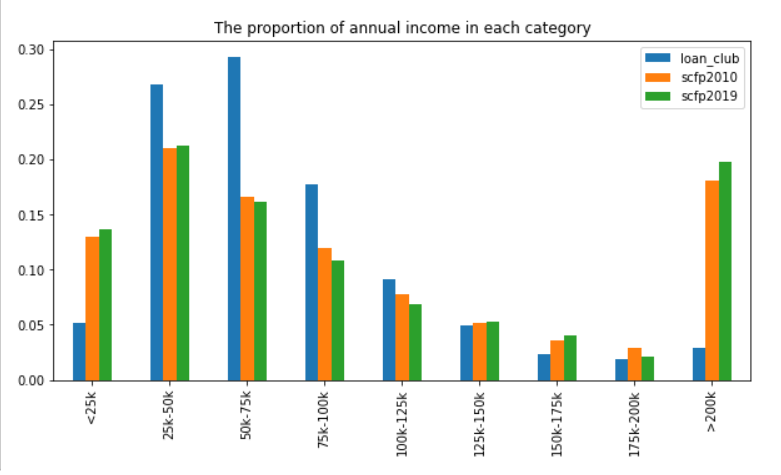 The proportion of annual income in each category
loan_club
scfp2010
scfp2019
0.30
0.25
0.20
0.15
0.10
0.05
0.00
<25k
25k-50k
50k-75k
75k-100k
100k-125k
125k-150k
150k-175k
175k-200k
>200k